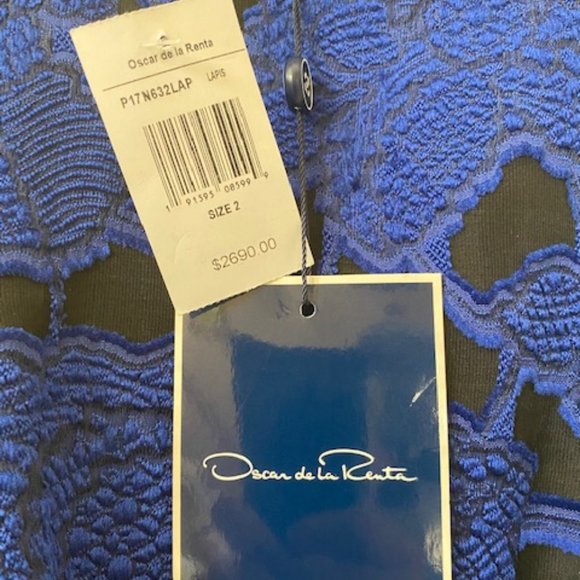 Oscar de la Renta
P17N632LAP LAPIS
1 91595 08599 9
SIZE 2
$2690.00
Oscar de la Renta